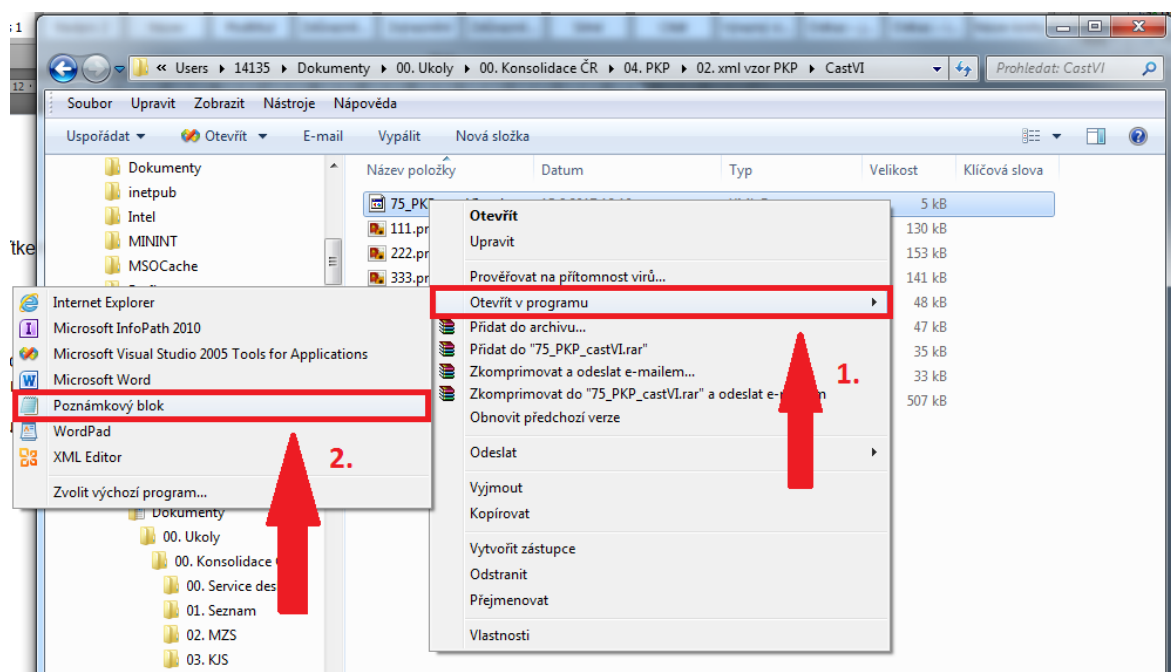 « Users ▸ 14135 ▸ Dokumenty ▸ 00. Ukoly ▸ 00. Konsolidace ČR ▸ 04. PKP ▸ 02. xml vzor PKP ▸ CastVI
Prohledat: CastVI
12
Soubor Upravit Zobrazit Nástroje Nápověda
Uspořádat Otevřít E-mail Vypálit Nová složka
Název položky Datum Typ Velikost Klíčová slova
Dokumenty
inetpub
Intel
MININT
MSOCache
75_PK
5 kB
111.pr
130 kB
222.pr
153 kB
333.pr
141 kB
48 kB
47 kB
35 kB
33 kB
507 kB
Otevřít
Upravit
Prověřovat na přítomnost virů...
Otevřít v programu
Přidat do archivu...
Přidat do "75_PKP_castVI.rar"
Zkomprimovat a odeslat e-mailem...
Zkomprimovat do "75_PKP_castVI.rar" a odeslat
Obnovit předchozí verze
Odeslat
Vyjmout
Kopírovat
Vytvořit zástupce
Odstranit
Přejmenovat
Vlastnosti
1.
Internet Explorer
Microsoft InfoPath 2010
Microsoft Visual Studio 2005 Tools for Applications
Microsoft Word
Poznámkový blok
WordPad
XML Editor
Zvolit výchozí program...
2.
Dokumenty
00. Ukoly
00. Konsolidace
00. Service des
01. Seznam
02. MZS
03. KJS